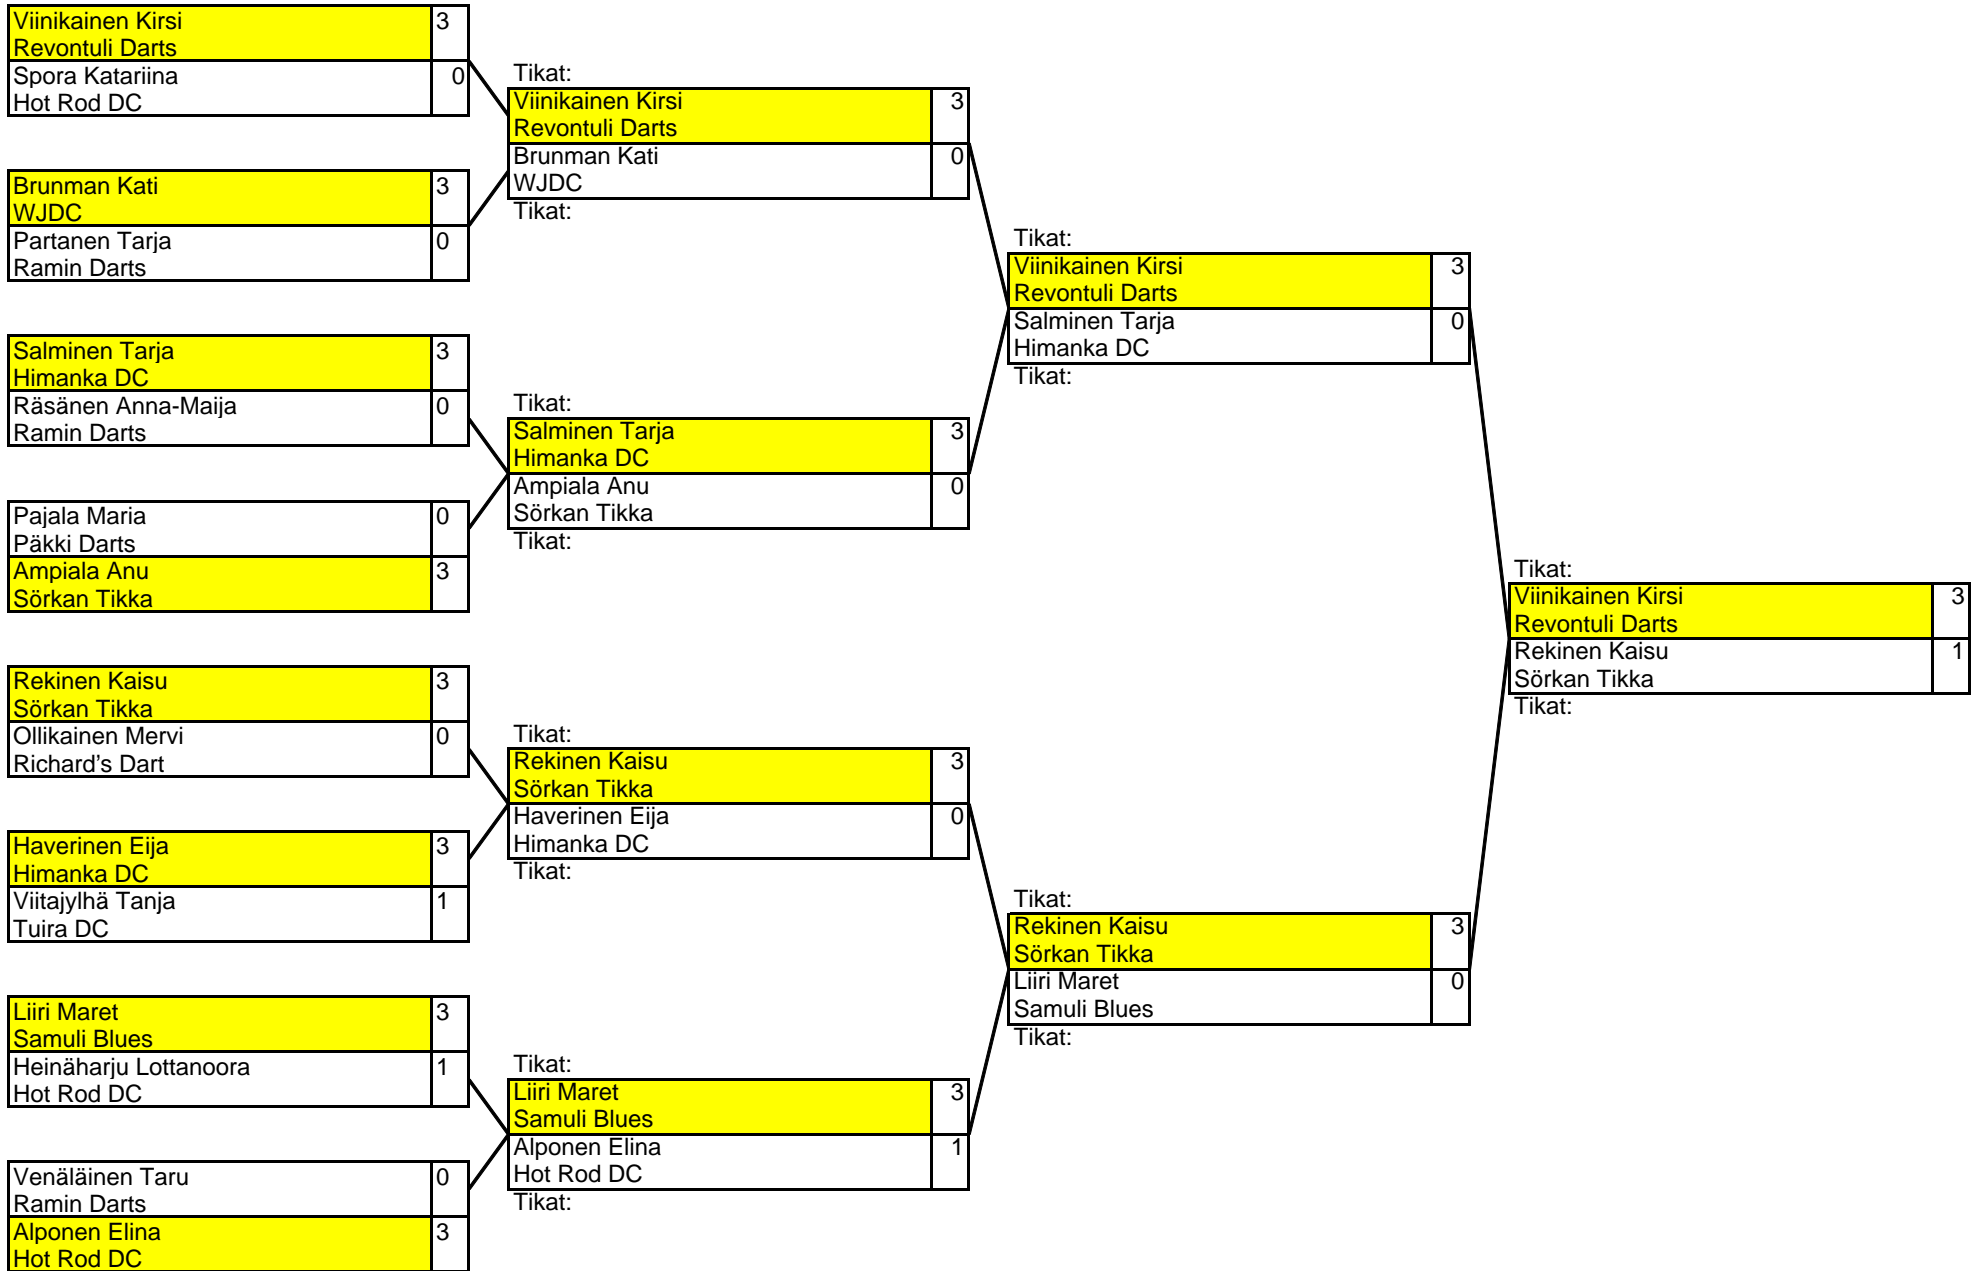 Viinikainen Kirsi 3
Revontuli Darts
Spora Katariina 0
Hot Rod DC
Brunman Kati 3
WJDC
Partanen Tarja 0
Ramin Darts
Salminen Tarja 3
Himanka DC
Räsänen Anna-Maija 0
Ramin Darts
Pajala Maria 0
Päkki Darts
Ampiala Anu 3
Sörkan Tikka
Rekinen Kaisu 3
Sörkan Tikka
Ollikainen Mervi 0
Richard’s Dart
Haverinen Eija 3
Himanka DC
Viitajylhä Tanja 1
Tuira DC
Liiri Maret 3
Samuli Blues
Heinäharju Lottanoora 1
Hot Rod DC
Venäläinen Taru 0
Ramin Darts
Alponen Elina 3
Hot Rod DC
Tikat:
Viinikainen Kirsi 3
Revontuli Darts
Brunman Kati 0
WJDC
Tikat:
Tikat:
Salminen Tarja 3
Himanka DC
Ampiala Anu 0
Sörkan Tikka
Tikat:
Tikat:
Rekinen Kaisu 3
Sörkan Tikka
Haverinen Eija 0
Himanka DC
Tikat:
Tikat:
Liiri Maret 3
Samuli Blues
Alponen Elina 1
Hot Rod DC
Tikat:
Tikat:
Viinikainen Kirsi 3
Revontuli Darts
Salminen Tarja 0
Himanka DC
Tikat:
Tikat:
Rekinen Kaisu 3
Sörkan Tikka
Liiri Maret 0
Samuli Blues
Tikat:
Tikat:
Viinikainen Kirsi 3
Revontuli Darts
Rekinen Kaisu 1
Sörkan Tikka
Tikat: